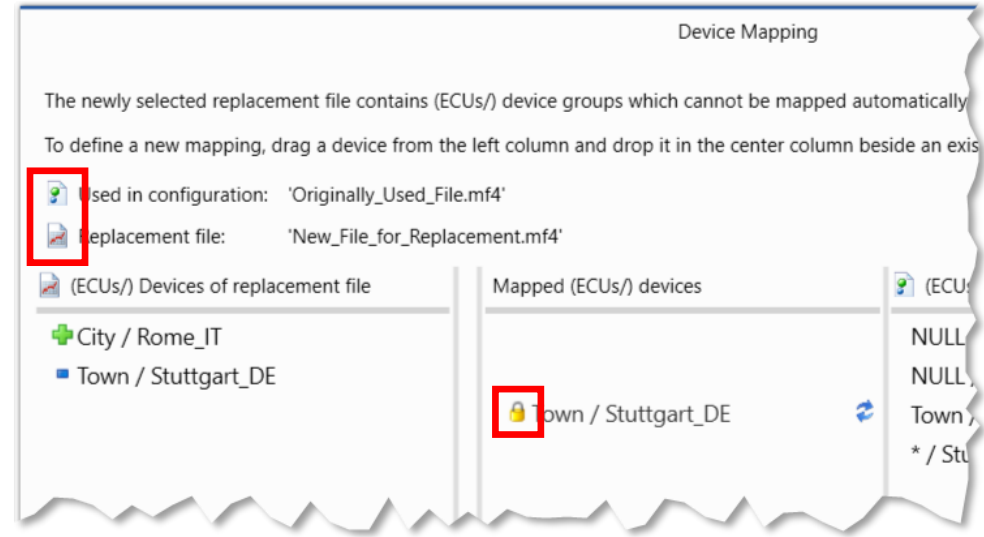 Device Mapping
The newly selected replacement file contains (ECUs/) device groups which cannot be mapped automatically
To define a new mapping, drag a device from the left column and drop it in the center column beside an exis
Used in configuration: 'Originally_Used_File.mf4'
Replacement file: 'New_File_for_Replacement.mf4'
(ECUs/) Devices of replacement file Mapped (ECUs/) devices (ECUs
City / Rome_IT NULL
Town / Stuttgart_DE NULL /
Town / Stuttgart_DE Town /
* / Stu